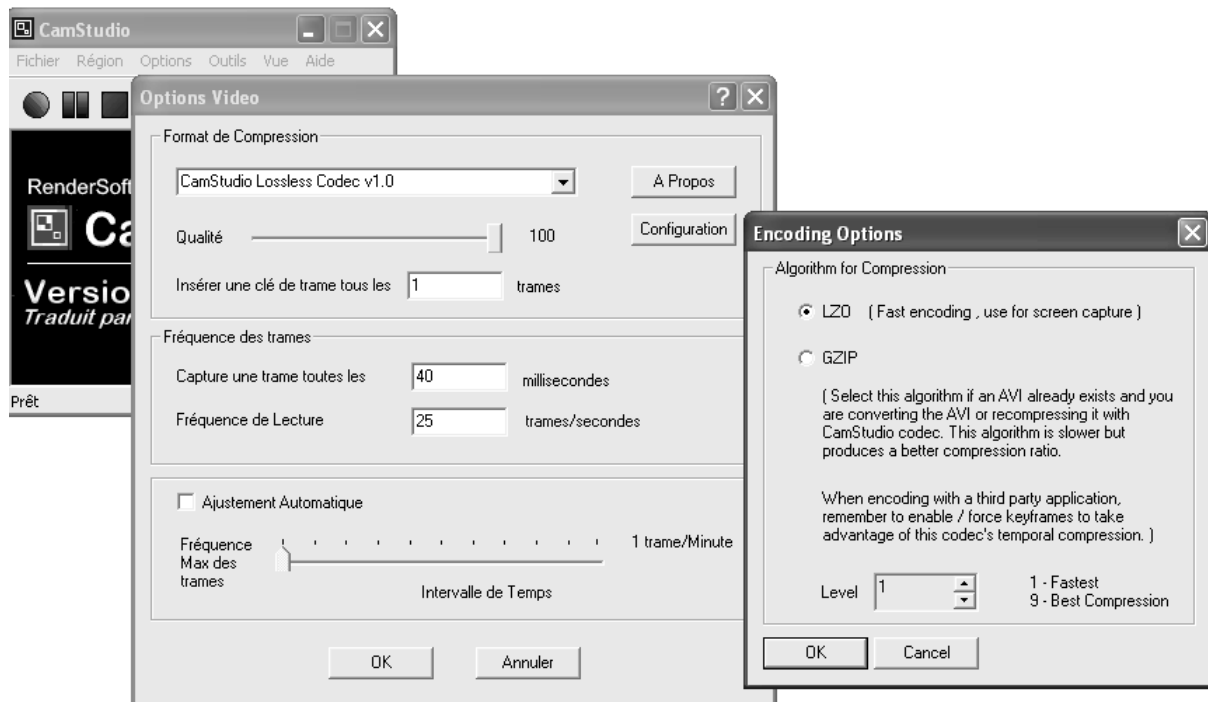 CamStudio
Fichier Région Options Outils Vue Aide
RenderSoft
Ca
Versio
Traduit par
Prêt
Options Video
Format de Compression
CamStudio Lossless Codec v1.0
A Propos
Qualité 100
Configuration
Insérer une clé de trame tous les 1 trames
Fréquence des trames
Capture une trame toutes les 40 millisecondes
Fréquence de Lecture 25 trames/secondes
Ajustement Automatique
Fréquence
Max des
trames
1 trame/Minute
Intervalle de Temps
OK Annuler
Encoding Options
Algorithm for Compression
LZO ( Fast encoding , use for screen capture )
GZIP
( Select this algorithm if an AVI already exists and you
are converting the AVI or recompressing it with
CamStudio codec. This algorithm is slower but
produces a better compression ratio.
When encoding with a third party application,
remember to enable / force keyframes to take
advantage of this codec's temporal compression. )
Level 1
1 - Fastest
9 - Best Compression
OK Cancel